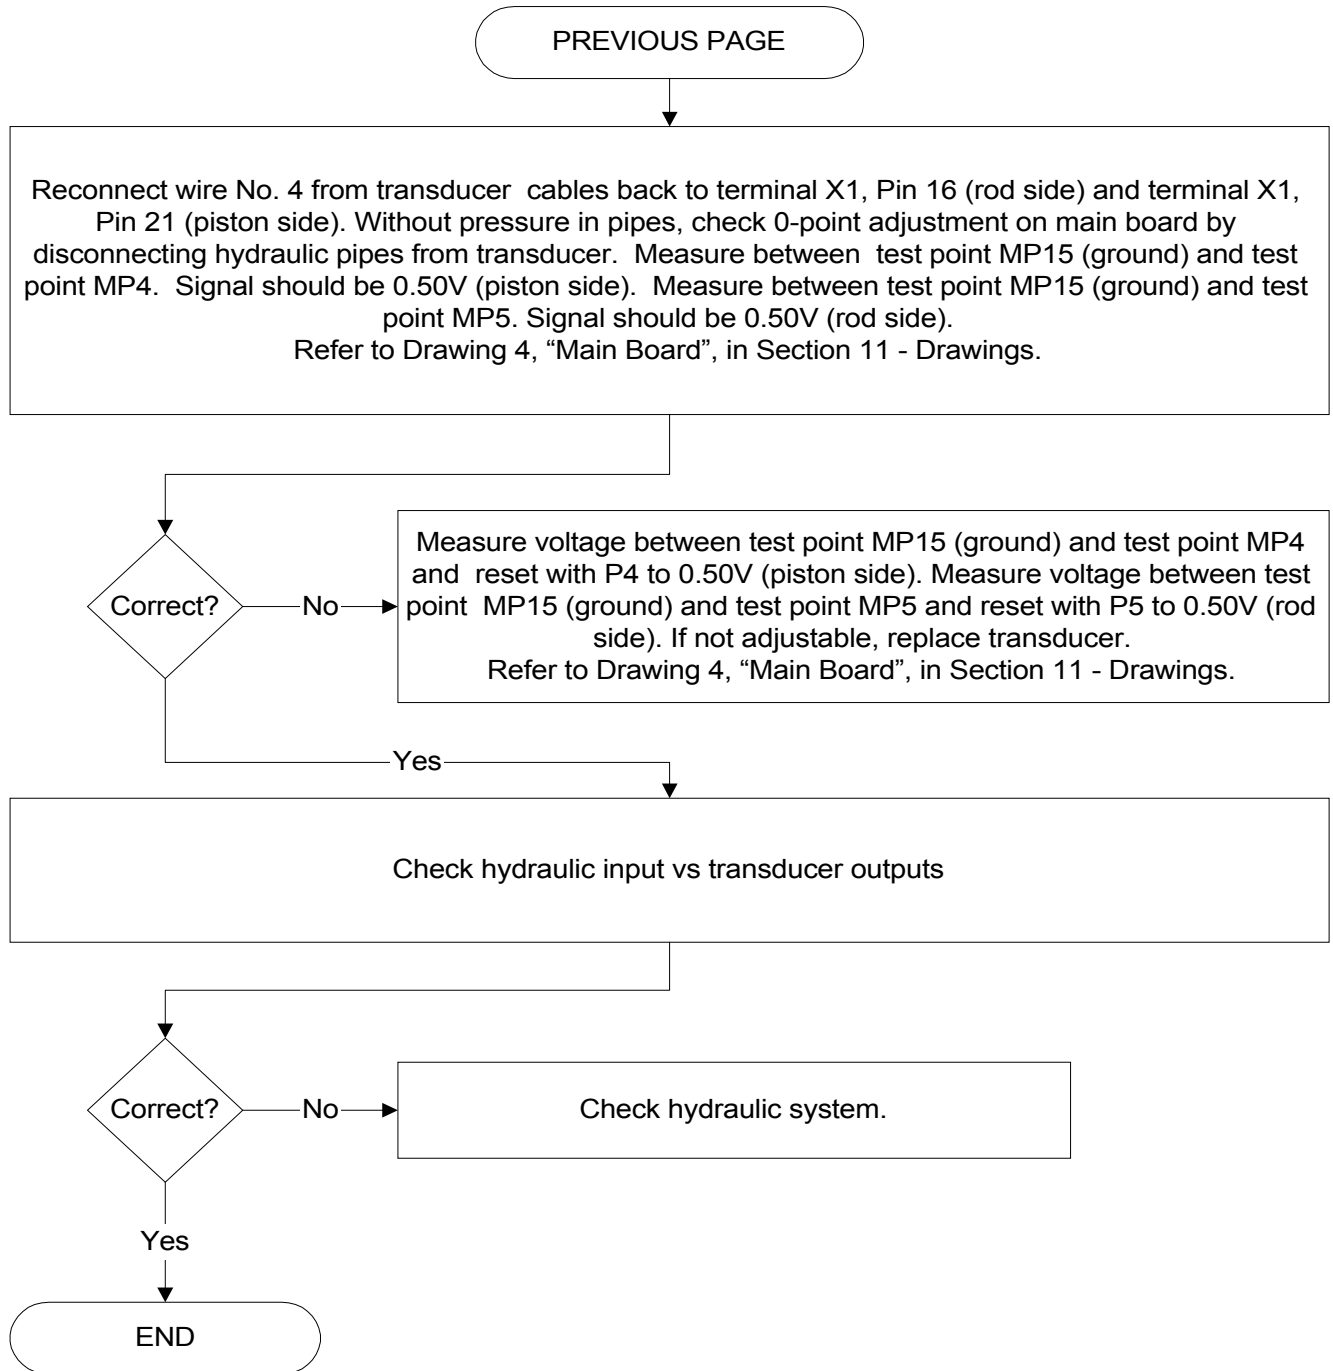 PREVIOUS PAGE
Reconnect wire No. 4 from transducer cables back to terminal X1, Pin 16 (rod side) and terminal X1,
Pin 21 (piston side). Without pressure in pipes, check 0-point adjustment on main board by
disconnecting hydraulic pipes from transducer. Measure between test point MP15 (ground) and test
point MP4. Signal should be 0.50V (piston side). Measure between test point MP15 (ground) and test
point MP5. Signal should be 0.50V (rod side).
Refer to Drawing 4, “Main Board”, in Section 11 - Drawings.
Correct?
No
Measure voltage between test point MP15 (ground) and test point MP4
and reset with P4 to 0.50V (piston side). Measure voltage between test
point MP15 (ground) and test point MP5 and reset with P5 to 0.50V (rod
side). If not adjustable, replace transducer.
Refer to Drawing 4, “Main Board”, in Section 11 - Drawings.
Yes
Check hydraulic input vs transducer outputs
Correct?
No
Check hydraulic system.
Yes
END